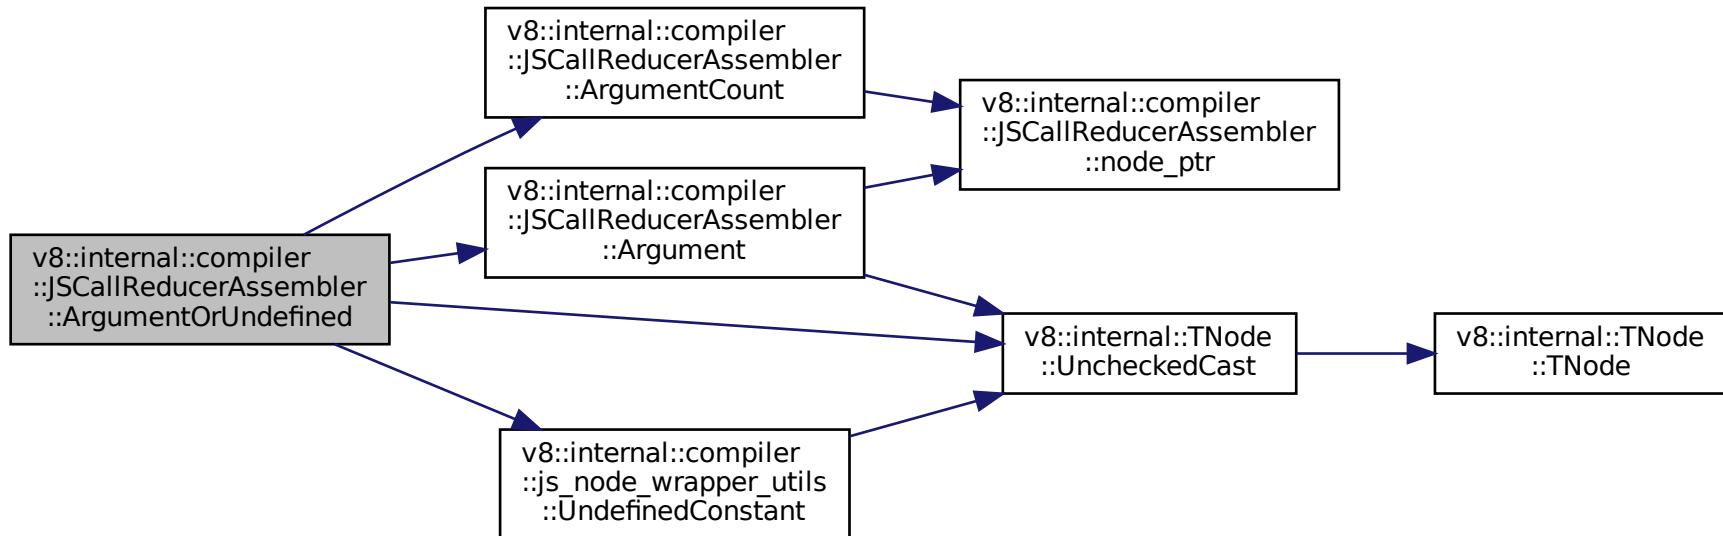 v8::internal::compiler
::JSCallReducerAssembler
::ArgumentOrUndefined
v8::internal::compiler
::JSCallReducerAssembler
::ArgumentCount
v8::internal::compiler
::JSCallReducerAssembler
::Argument
v8::internal::compiler
::js_node_wrapper_utils
::UndefinedConstant
v8::internal::compiler
::JSCallReducerAssembler
::node_ptr
v8::internal::TNode
::UncheckedCast
v8::internal::TNode
::TNode